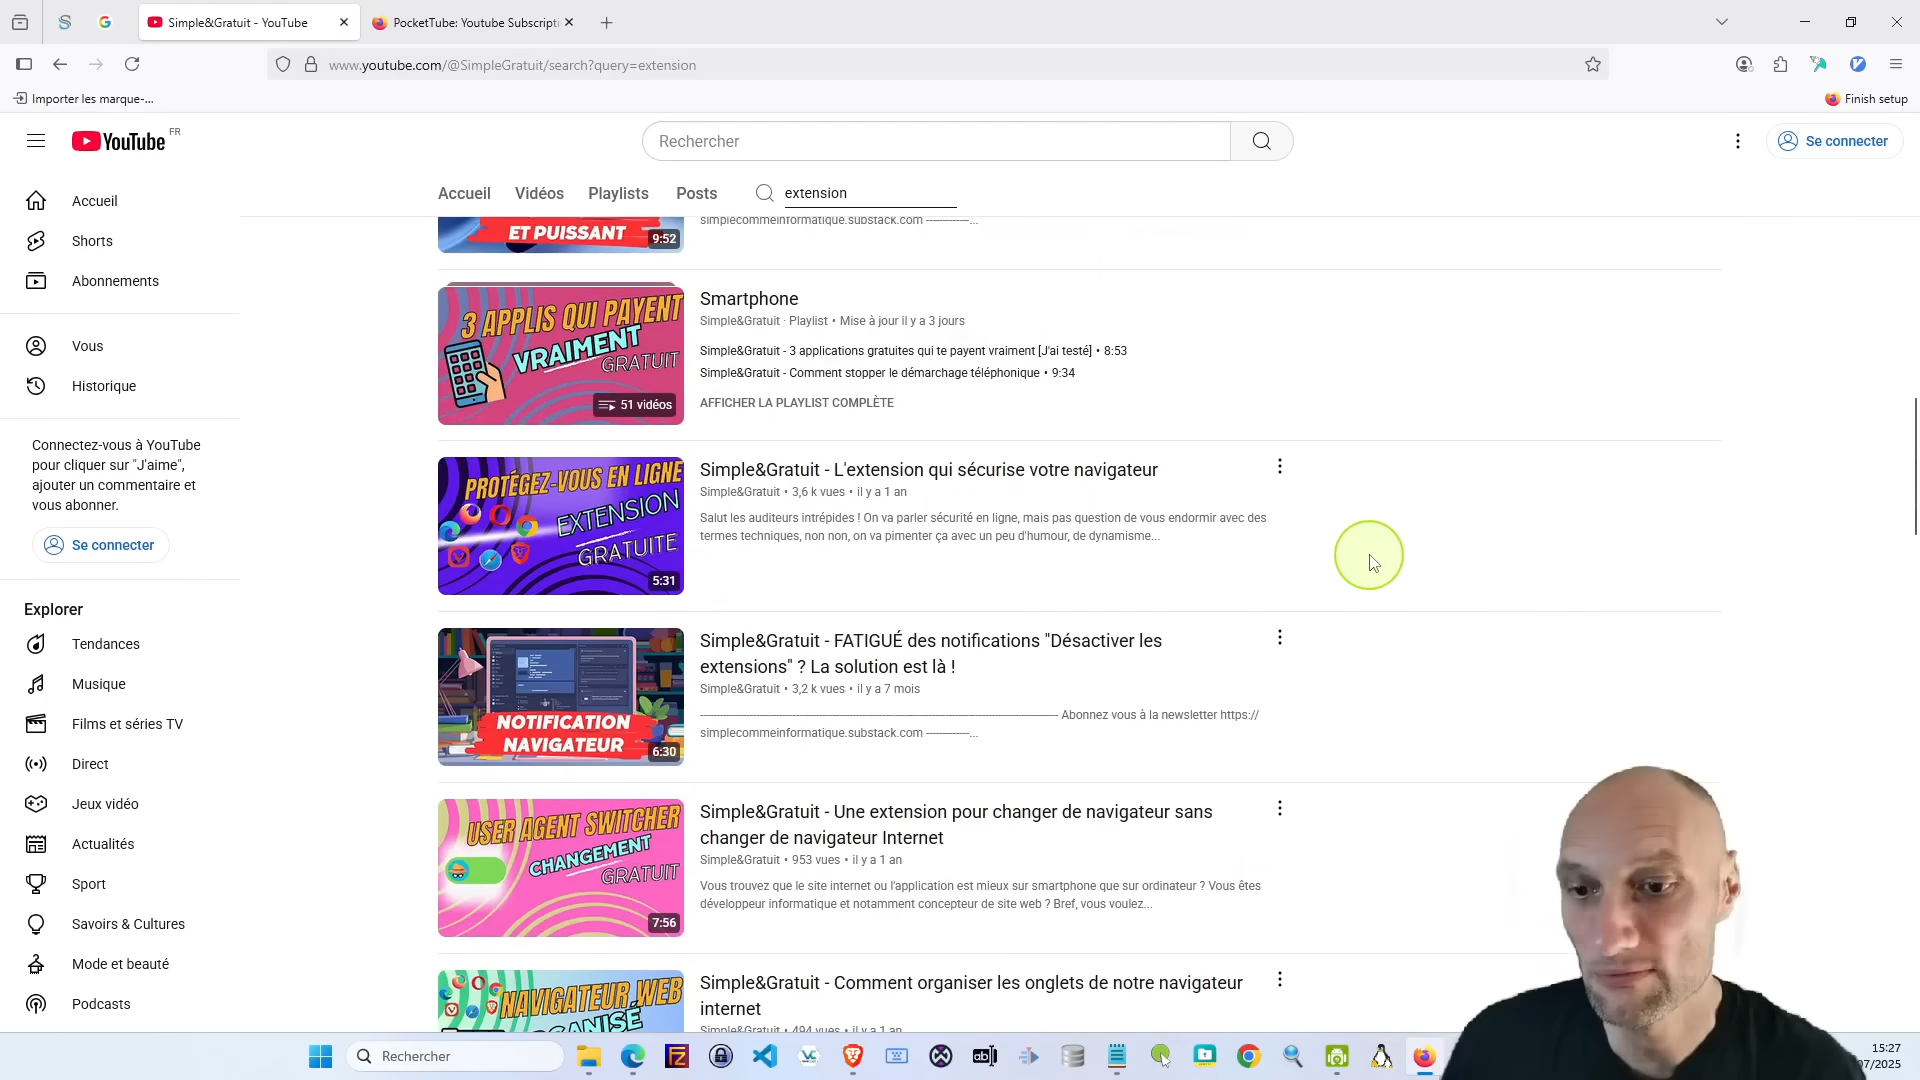 Simple&Gratuit - YouTube
PocketTube: Youtube Subscripti
www.youtube.com/@SimpleGratuit/search?query=extension
Importer les marque-...
Finish setup
YouTube FR
Rechercher
Se connecter
Accueil
Vidéos
Playlists
Posts
extension
Accueil
Shorts
Abonnements
Vous
Historique
Connectez-vous à YouTube
pour cliquer sur "J'aime",
ajouter un commentaire et
vous abonner.
Se connecter
Explorer
Tendances
Musique
Films et séries TV
Direct
Jeux vidéo
Actualités
Sport
Savoirs & Cultures
Mode et beauté
Podcasts
ET PUISSANT
9:52
simplecommeinformatique.substack.com -------------...
3 APPLIS QUI PAYENT
VRAIMENT
GRATUIT
51 vidéos
Smartphone
Simple&Gratuit · Playlist • Mise à jour il y a 3 jours
Simple&Gratuit - 3 applications gratuites qui te payent vraiment [J'ai testé] • 8:53
Simple&Gratuit - Comment stopper le démarchage téléphonique • 9:34
AFFICHER LA PLAYLIST COMPLÈTE
PROTÉGEZ-VOUS EN LIGNE
EXTENSION
GRATUITE
5:31
Simple&Gratuit - L'extension qui sécurise votre navigateur
Simple&Gratuit • 3,6 k vues • il y a 1 an
Salut les auditeurs intrépides ! On va parler sécurité en ligne, mais pas question de vous endormir avec des
termes techniques, non non, on va pimenter ça avec un peu d'humour, de dynamisme...
NOTIFICATION
NAVIGATEUR
6:30
Simple&Gratuit - FATIGUÉ des notifications "Désactiver les
extensions" ? La solution est là !
Simple&Gratuit • 3,2 k vues • il y a 7 mois
Abonnez vous à la newsletter https://
simplecommeinformatique.substack.com -------------...
USER AGENT SWITCHER
CHANGEMENT
GRATUIT
7:56
Simple&Gratuit - Une extension pour changer de navigateur sans
changer de navigateur Internet
Simple&Gratuit • 953 vues • il y a 1 an
Vous trouvez que le site internet ou l'application est mieux sur smartphone que sur ordinateur ? Vous êtes
développeur informatique et notamment concepteur de site web ? Bref, vous voulez...
NAVIGATEUR WEB
ORGANISÉ
Simple&Gratuit - Comment organiser les onglets de notre navigateur
internet
Simple&Gratuit • 494 vues • il y a 1 an
Rechercher
15:27
07/2025